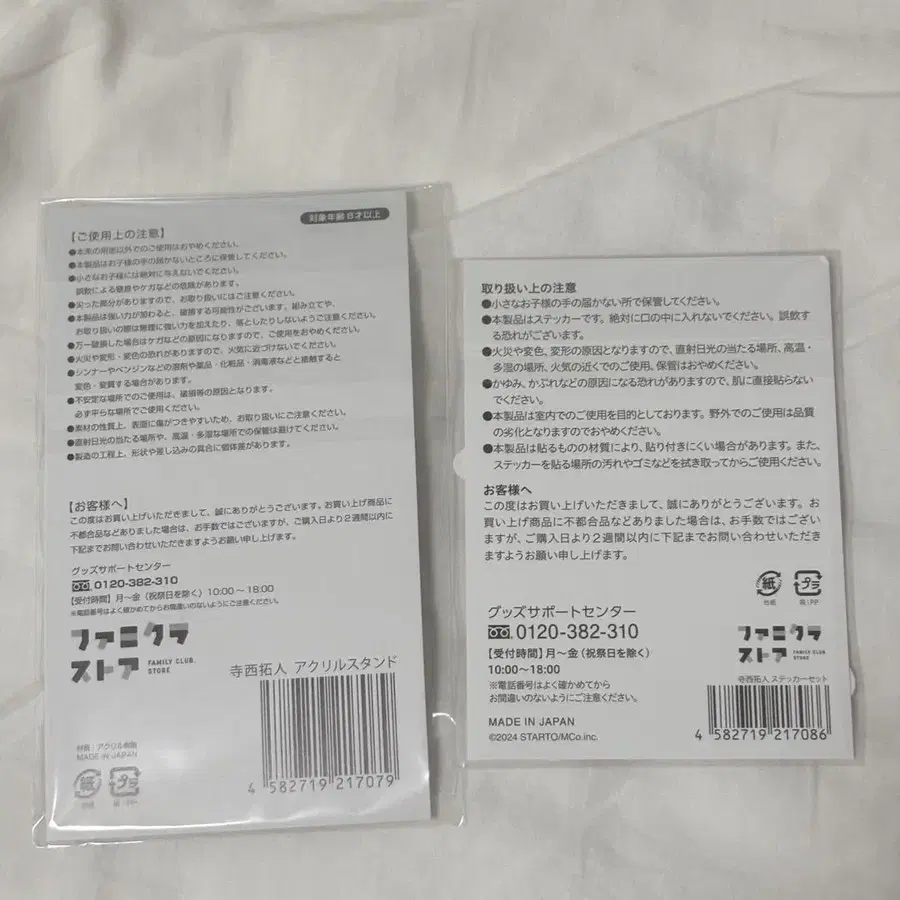 対象年齢6才以上
【ご使用上の注意】
●本来の用途以外でのご使用はおやめください。
●本製品はお子様の手の届かないところに保管してください。
●小さなお子様には絶対に与えないでください。
誤飲による窒息やケガなどの危険があります。
●尖った部分がありますので、お取り扱いにはご注意ください。
●本製品は強い力が加わると、破損する可能性がございます。組み立てや、
お取り扱いの際は無理に強い力を加えたり、落としたりしないようご注意ください。
●万一破損した場合はケガなどの原因になりますので、ご使用をおやめください。
●火災や変形・変色の恐れがありますので、火気に近づけないでください。
●シンナーやベンジンなどの溶剤や薬品・化粧品・消毒液などと接触すると
変色・変質する場合があります。
●不安定な場所でのご使用は、破損等の原因となります。
必ず平らな場所でご使用ください。
●素材の性質上、表面に傷がつきやすいため、お取り扱いにご注意ください。
●直射日光の当たる場所や、高温・多湿な場所での保管は避けてください。
●製造の工程上、形状や差し込みの具合に個体差があります。
【お客様へ】
この度はお買い上げいただきまして、誠にありがとうございます。お買い上げ商品に
不都合品などありました場合は、お手数ではございますが、ご購入日より2週間以内に
下記までお問い合わせいただきますようお願い申し上げます。
グッズサポートセンター
0120-382-310
【受付時間】月〜金（祝祭日を除く）10:00〜18:00
※電話番号はよく確かめてからお間違いのないようにご注意ください。
ファミクラ
ストア FAMILY CLUB STORE
寺西拓人 アクリルスタンド
材質：アクリル樹脂
MADE IN JAPAN
紙 プラ
台紙 袋:PP
4 582719 217079
取り扱い上の注意
●小さなお子様の手の届かない所で保管してください。
●本製品はステッカーです。絶対に口の中に入れないでください。誤飲す
る恐れがございます。
●火災や変色、変形の原因となりますので、直射日光の当たる場所、高温・
多湿の場所、火気の近くでのご使用、保管はおやめください。
●かゆみ、かぶれなどの原因になる恐れがありますので、肌に直接貼らない
でください。
●本製品は室内でのご使用を目的としております。野外でのご使用は品質
の劣化となりますのでおやめください。
●本製品は貼るものの材質により、貼り付きにくい場合があります。また、
ステッカーを貼る場所の汚れやゴミなどを拭き取ってからご使用ください。
お客様へ
この度はお買い上げいただきまして、誠にありがとうございます。お
買い上げ商品に不都合品などありました場合は、お手数ではござい
ますが、ご購入日より2週間以内に下記までお問い合わせいただき
ますようお願い申し上げます。
紙 プラ
台紙 袋:PP
グッズサポートセンター
0120-382-310
【受付時間】月〜金（祝祭日を除く）
10:00〜18:00
※電話番号はよく確かめてから
お間違いのないようにご注意ください。
MADE IN JAPAN
©2024 STARTO/MCo.inc.
ファミクラ
ストア FAMILY CLUB STORE
寺西拓人 ステッカーセット
4 582719 217086